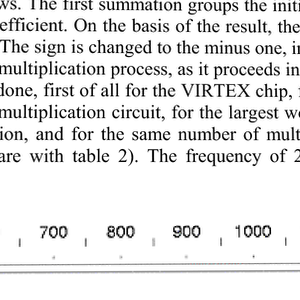 ws. The first summation groups the initi
efficient. On the basis of the result, the
The sign is changed to the minus one, in
multiplication process, as it proceeds in
done, first of all for the VIRTEX chip, f
multiplication circuit, for the largest wo
ion, and for the same number of mult
are with table 2). The frequency of 2
700 800 900 1000